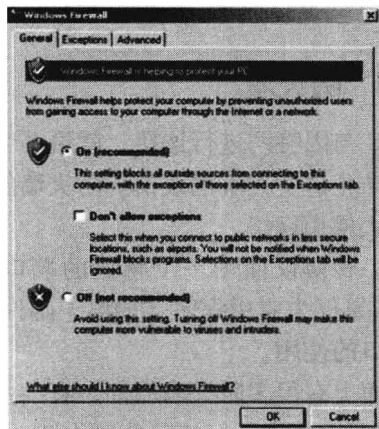 Windows Firewall
General Exceptions Advanced
Windows Firewall is helping to protect your PC
Windows Firewall helps protect your computer by preventing unauthorized users
from gaining access to your computer through the Internet or a network.
On (recommended)
This setting blocks all outside sources from connecting to this
computer, with the exception of those selected on the Exceptions tab.
Don't allow exceptions
Select this when you connect to public networks in less secure
locations, such as airports. You will not be notified when Windows
Firewall blocks programs. Selections on the Exceptions tab will be
ignored.
Off (not recommended)
Avoid using this setting. Turning off Windows Firewall may make this
computer more vulnerable to viruses and intruders.
What else should I know about Windows Firewall?
OK Cancel